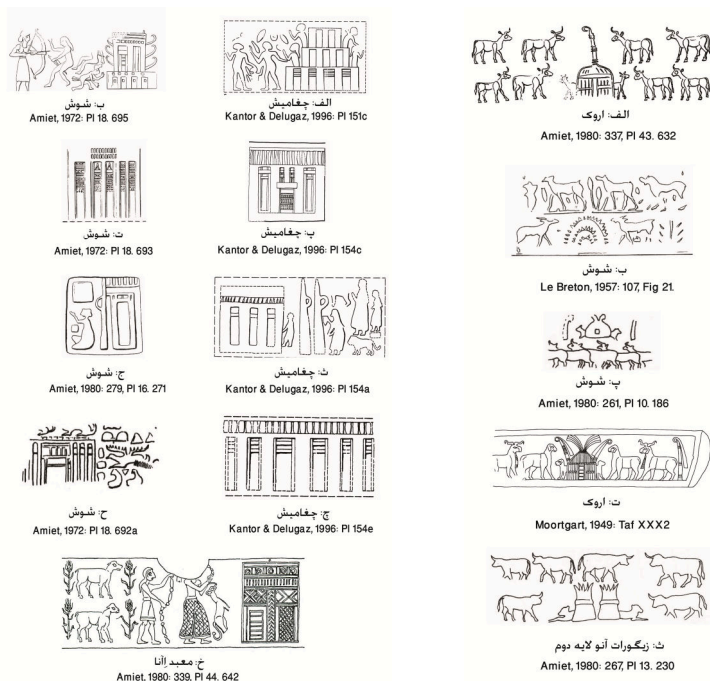 الف: چغامیش
Kantor & Delugaz, 1996: Pl 151c
ب: شوش
Amiet, 1972: Pl 18. 695
پ: چغامیش
Kantor & Delugaz, 1996: Pl 154c
ت: شوش
Amiet, 1972: Pl 18. 693
ث: چغامیش
Kantor & Delugaz, 1996: Pl 154a
ج: شوش
Amiet, 1980: 279, Pl 16. 271
چ: چغامیش
Kantor & Delugaz, 1996: Pl 154e
ح: شوش
Amiet, 1972: Pl 18. 692a
خ: معبد اِآنا
Amiet, 1980: 339, Pl 44. 642
الف: اروک
Amiet, 1980: 337, Pl 43. 632
ب: شوش
Le Breton, 1957: 107, Fig 21.
پ: شوش
Amiet, 1980: 261, Pl 10. 186
ت: اروک
Moortgart, 1949: Taf XXX2
ث: زیگورات آنو لایه دوم
Amiet, 1980: 267, Pl 13. 230